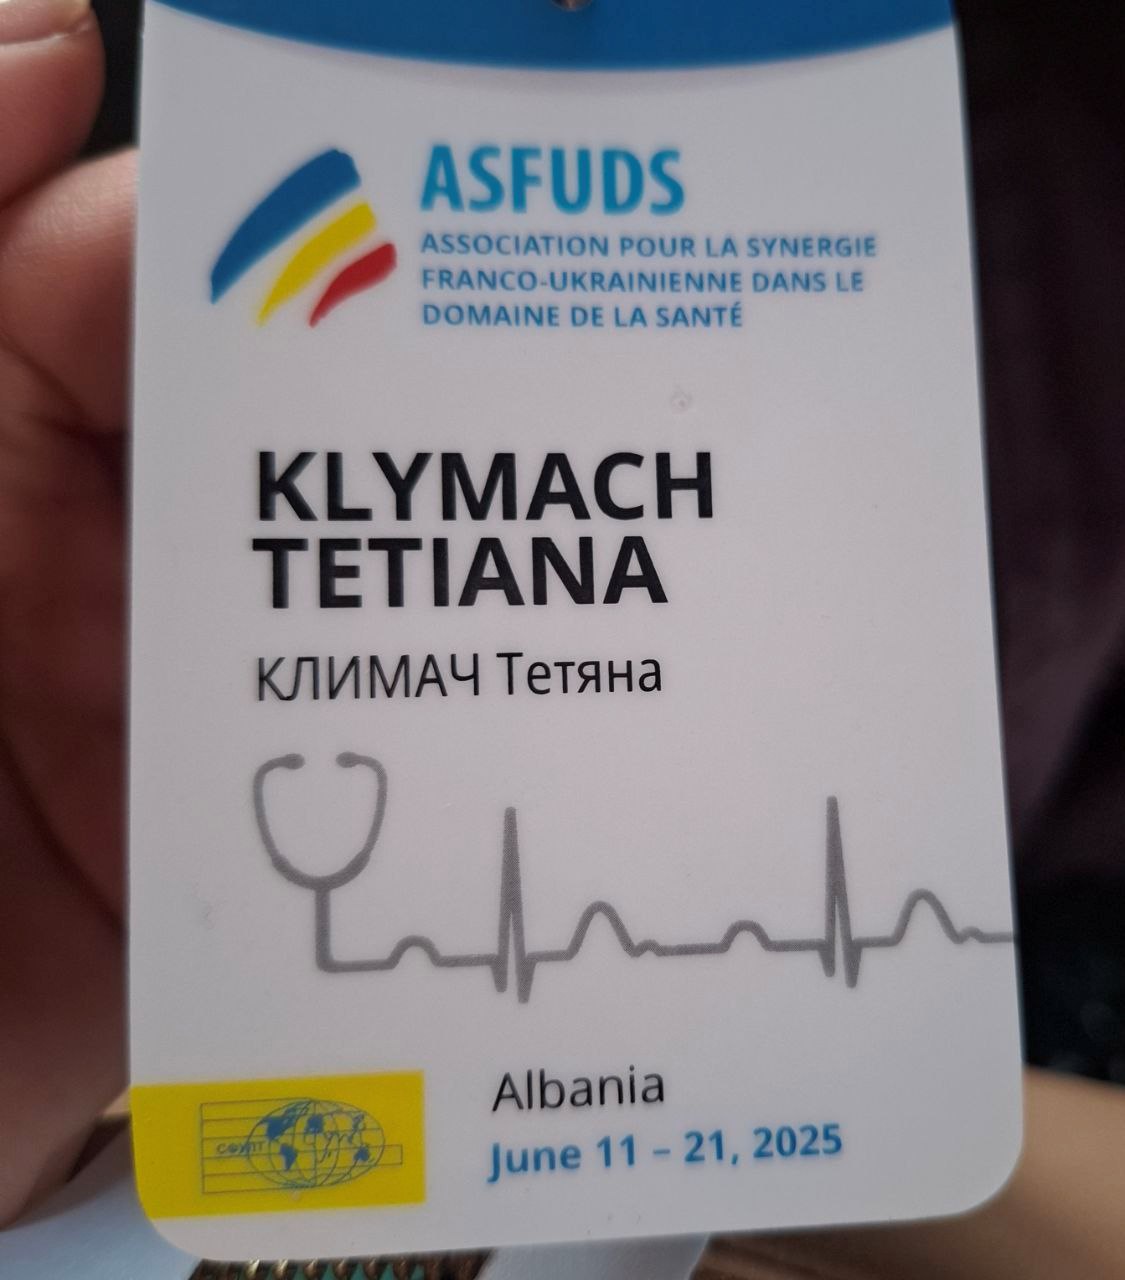 ASFUDS
ASSOCIATION POUR LA SYNERGIE
FRANCO-UKRAINIENNE DANS LE
DOMAINE DE LA SANTÉ
KLYMACH
TETIANA
КЛИМАЧ Тетяна
Albania
June 11 – 21, 2025